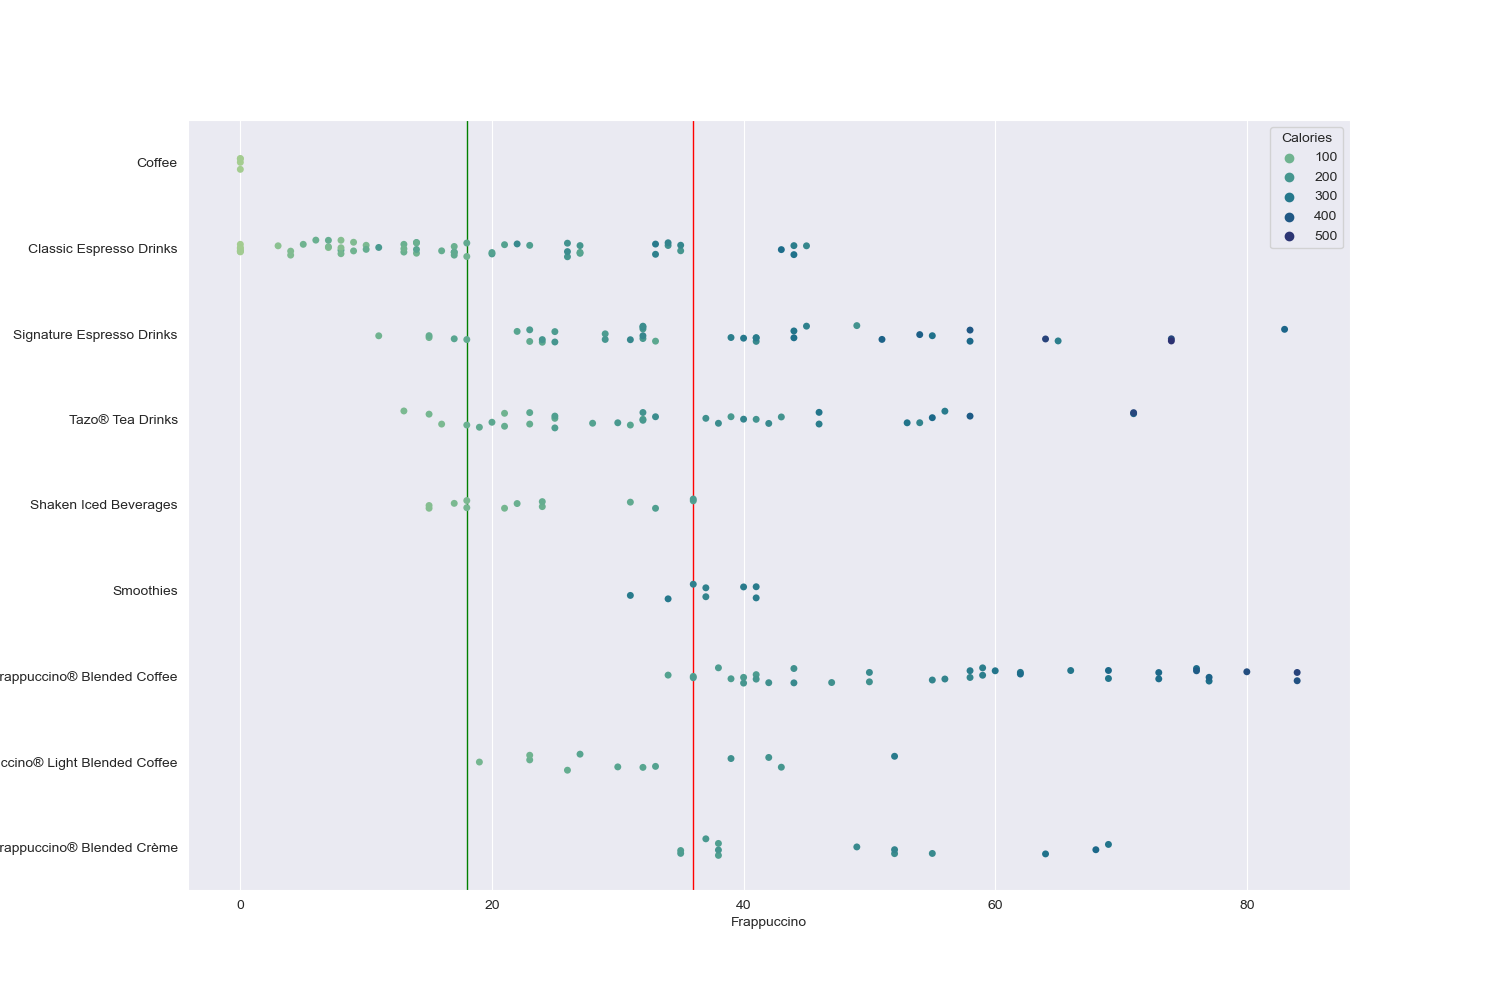 Calories
100
200
300
400
500
Coffee
Classic Espresso Drinks
Signature Espresso Drinks
Tazo® Tea Drinks
Shaken Iced Beverages
Smoothies
rappuccino® Blended Coffee
ccino® Light Blended Coffee
rappuccino® Blended Crème
0 20 40 60 80
Frappuccino